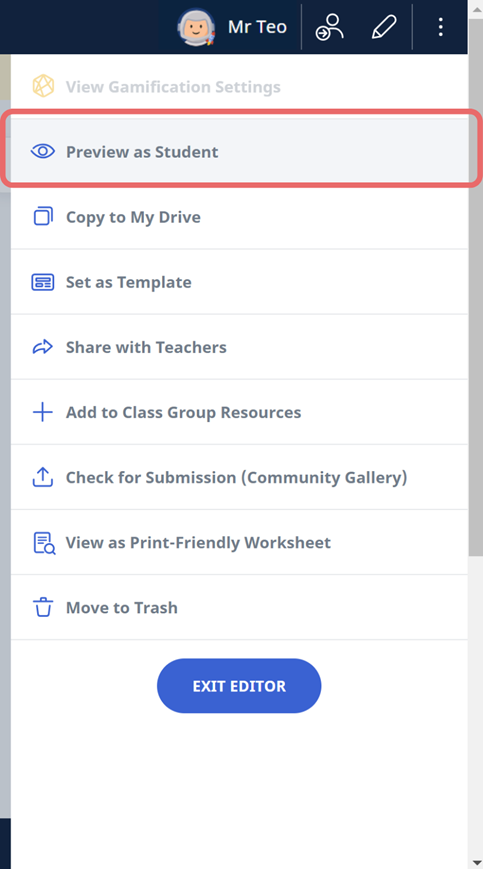 Mr Teo
View Gamification Settings
Preview as Student
Copy to My Drive
Set as Template
Share with Teachers
Add to Class Group Resources
Check for Submission (Community Gallery)
View as Print-Friendly Worksheet
Move to Trash
EXIT EDITOR